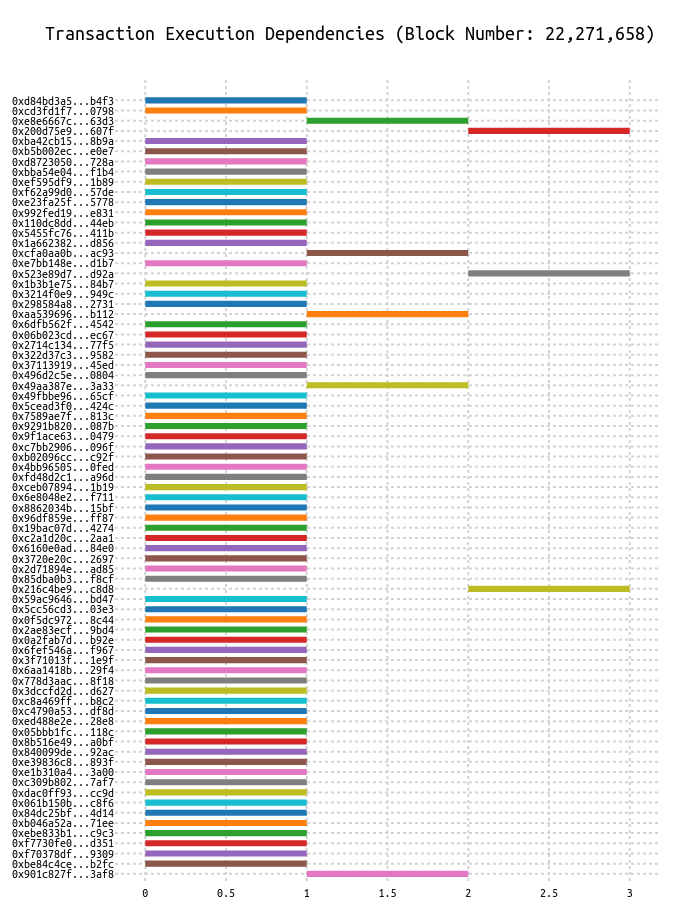 Transaction Execution Dependencies (Block Number: 22,271,658)
0xd84bd3a5...b4f3
0xcd3fd1f7...0798
0xe8e6667c...63d3
0x200d75e9...607f
0xba42cb15...8b9a
0xb5b002ec...e0e7
0xd8723050...728a
0xbba54e04...f1b4
0xef595df9...1b89
0xf62a99d0...57de
0xe23fa25f...5778
0x992fed19...e831
0x110dc8dd...44eb
0x5455fc76...411b
0x1a662382...d856
0xcfa0aa0b...ac93
0xe7bb148e...d1b7
0x523e89d7...d92a
0x1b3b1e75...84b7
0x3214f0e9...949c
0x298584a8...2731
0xaa539696...b112
0x6dfb562f...4542
0x06b023cd...ec67
0x2714c134...77f5
0x322d37c3...9582
0x37113919...45ed
0x496d2c5e...0804
0x49aa387e...3a33
0x49fbbe96...65cf
0x5cead3f0...424c
0x7589ae7f...813c
0x9291b820...087b
0x9f1ace63...0479
0xc7bb2906...096f
0xb02096cc...c92f
0x4bb96505...0fed
0xfd48d2c1...a96d
0xceb07894...1b19
0x6e8048e2...f711
0x8862034b...15bf
0x96df859e...ff87
0x19bac07d...4274
0xc2a1d20c...2aa1
0x6160e0ad...84e0
0x3720e20c...2697
0x2d71894e...ad85
0x85dba0b3...f8cf
0x216c4be9...c8d8
0x59ac9646...bd47
0x5cc56cd3...03e3
0x0f5dc972...8c44
0x2ae83ecf...9bd4
0x0a2fab7d...b92e
0x6fef546a...f967
0x3f71013f...1e9f
0x6aa1418b...29f4
0x778d3aac...8f18
0x3dccfd2d...d627
0xc8a469ff...b8c2
0xc4790a53...df8d
0xed488e2e...28e8
0x05bbb1fc...118c
0x8b516e49...a0bf
0x840099de...92ac
0xe39836c8...893f
0xe1b310a4...3a00
0xc309b802...7af7
0xdac0ff93...cc9d
0x061b150b...c8f6
0x84dc25bf...4d14
0xb046a52a...71ee
0xebe833b1...c9c3
0xf7730fe0...d351
0xf70378df...9309
0xbe84c4ce...b2fc
0x901c827f...3af8
0 0.5 1 1.5 2 2.5 3